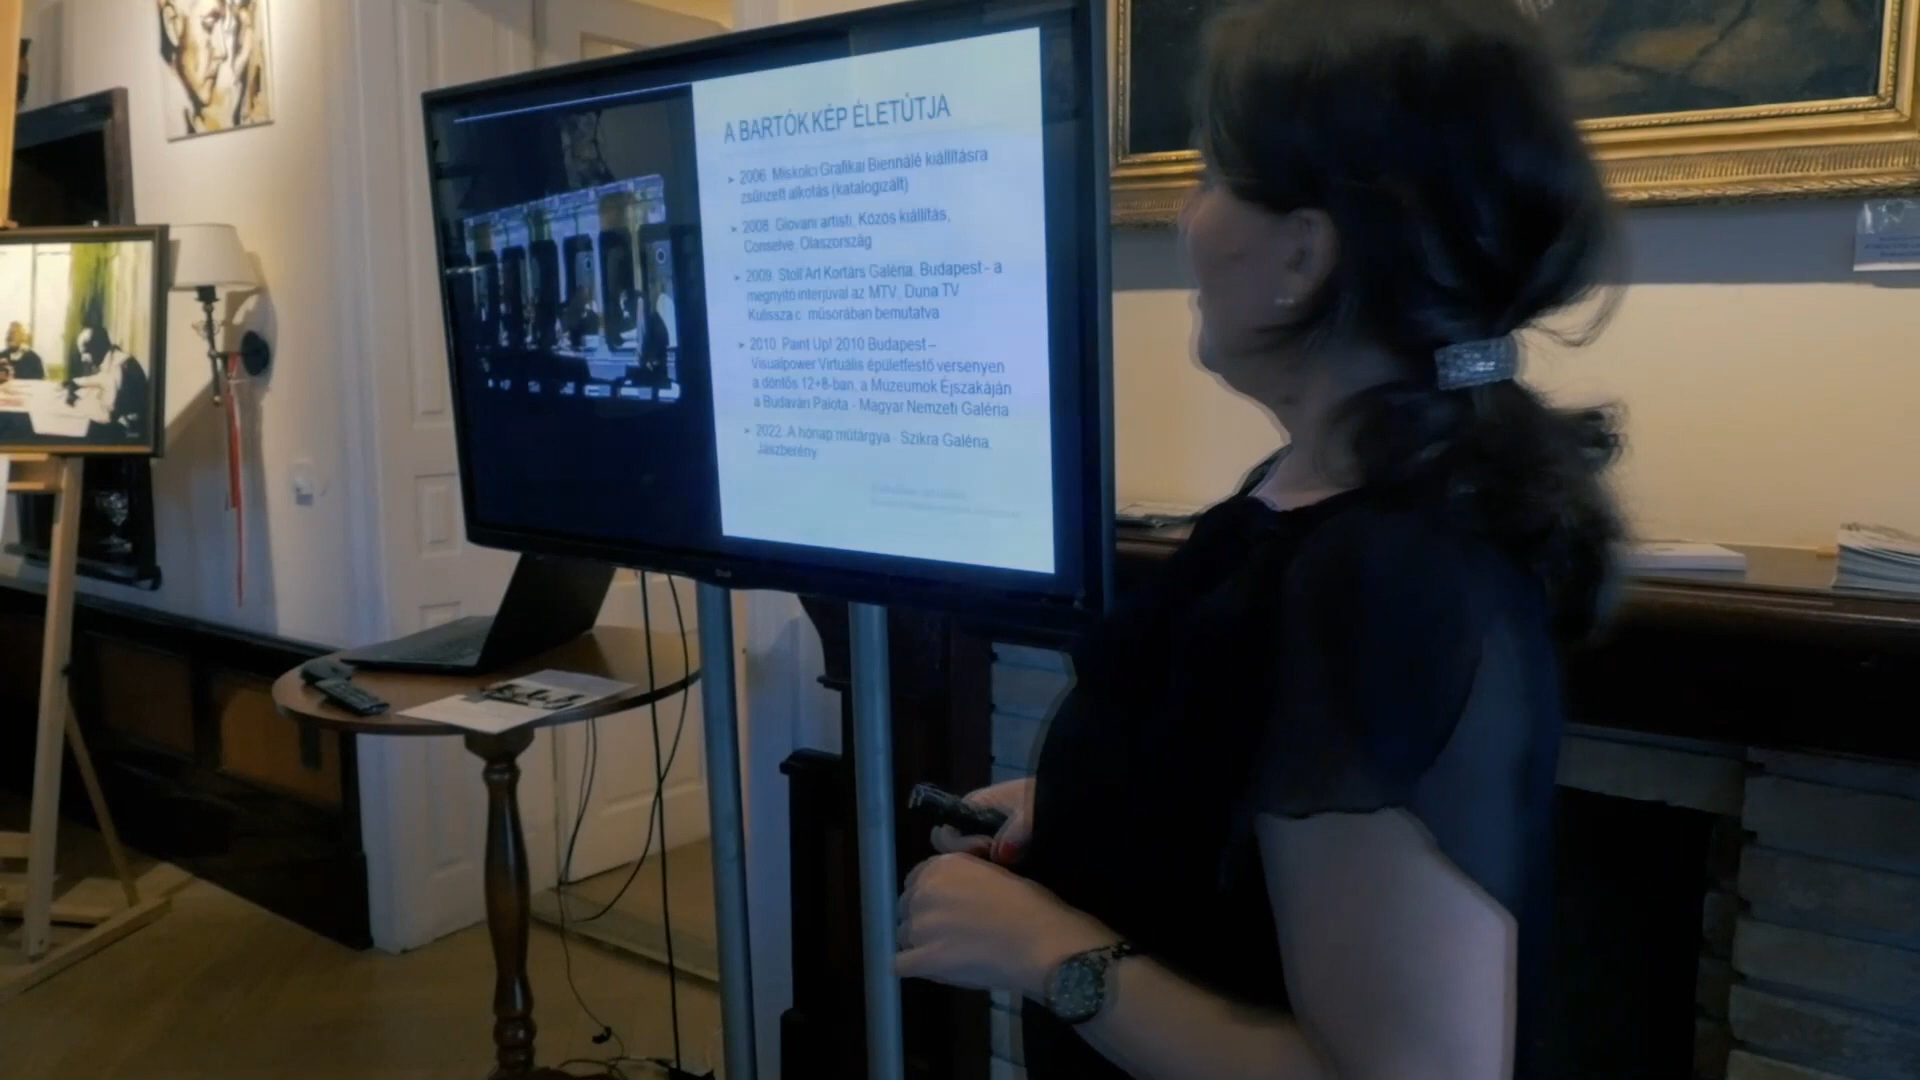 A BARTÓK KÉP ÉLETÚTJA
➢ 2006. Miskolci Grafikai Biennálé kiállításra
zsűrizett alkotás (katalogizált)
➢ 2008. Giovani artisti, Közös kiállítás,
Conselve, Olaszország
➢ 2009. Stoll'Art Kortárs Galéria, Budapest - a
megnyitó interjúval az MTV, Duna TV
Kulissza c. műsorában bemutatva
➢ 2010. Paint Up! 2010 Budapest –
Visualpower Virtuális épületfestő versenyen
a döntős 12+8-ban, a Múzeumok Éjszakáján
a Budavári Palota - Magyar Nemzeti Galéria
➢ 2022. A hónap műtárgya - Szikra Galéria,
Jászberény